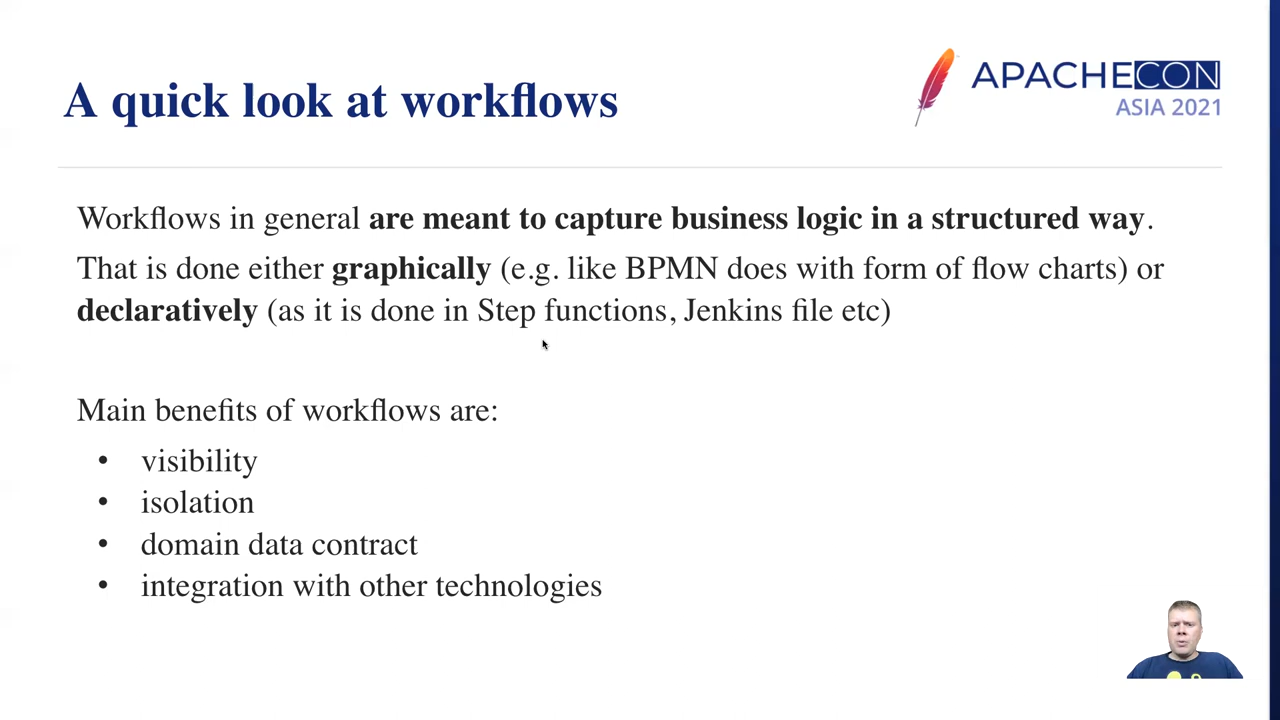 A quick look at workflows
APACHECON
ASIA 2021
Workflows in general are meant to capture business logic in a structured way.
That is done either graphically (e.g. like BPMN does with form of flow charts) or
declaratively (as it is done in Step functions, Jenkins file etc)
Main benefits of workflows are:
• visibility
• isolation
• domain data contract
• integration with other technologies